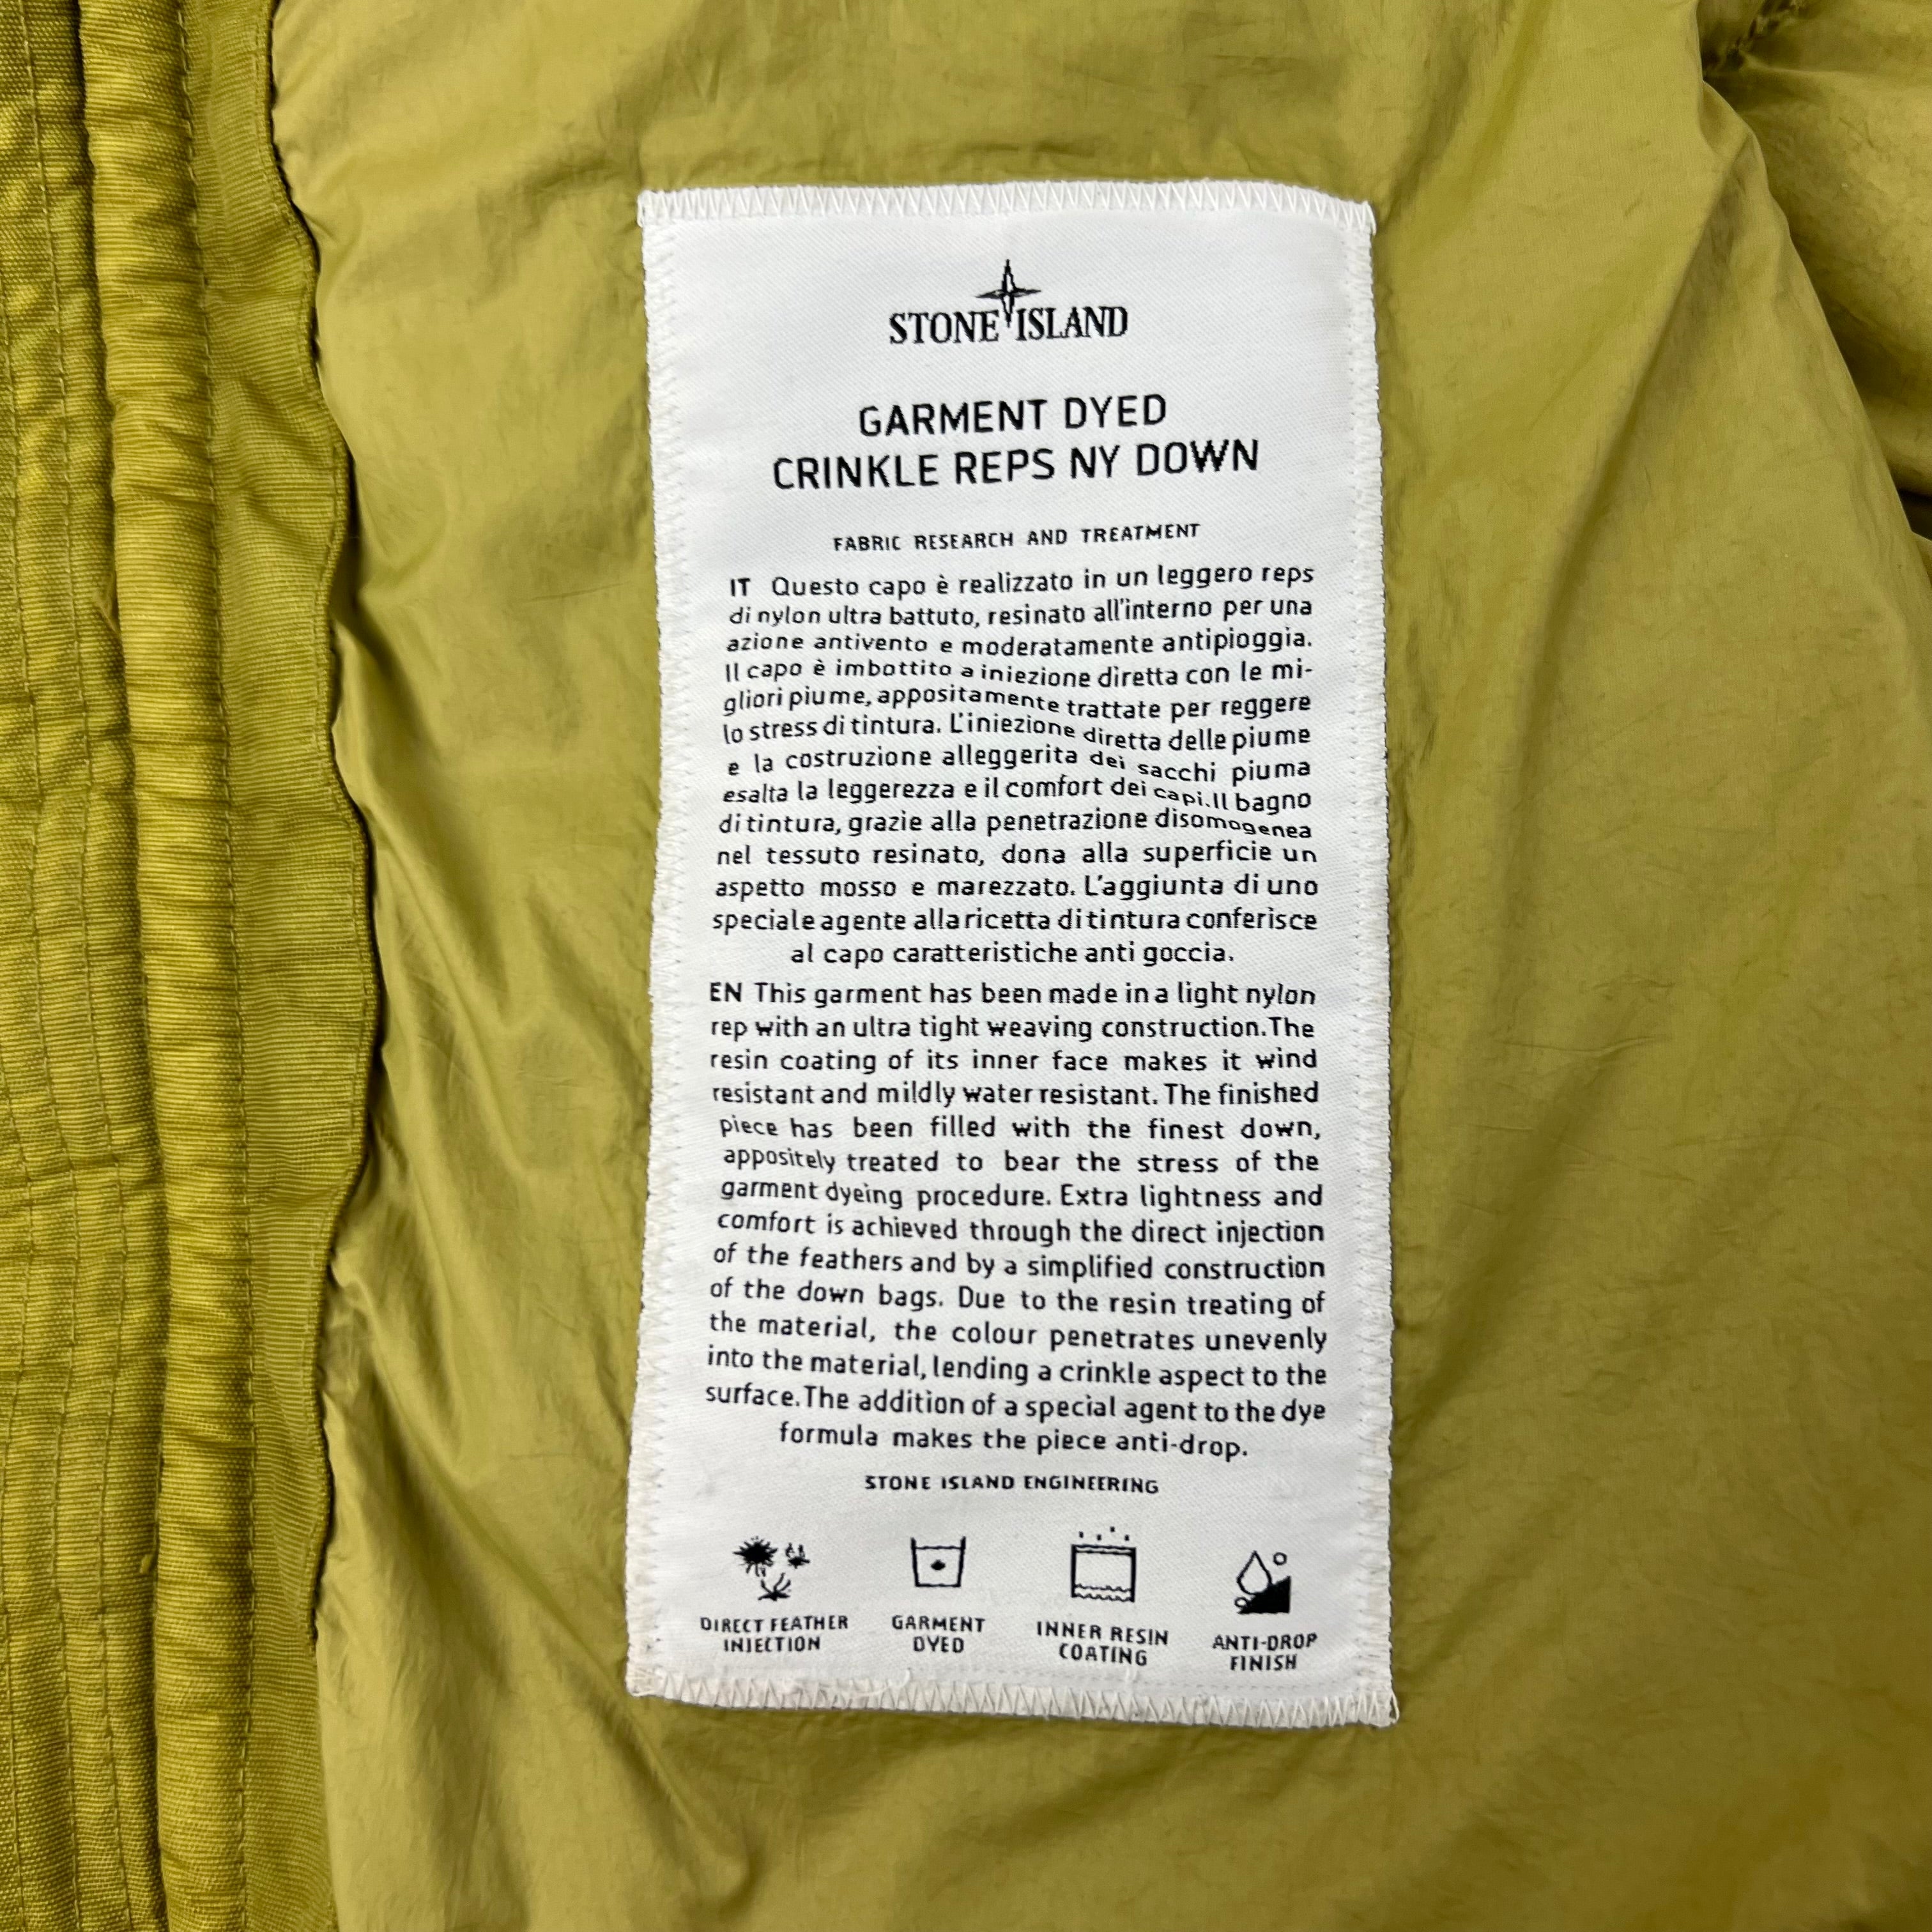 STONE ISLAND
GARMENT DYED
CRINKLE REPS NY DOWN
FABRIC RESEARCH AND TREATMENT
IT Questo capo è realizzato in un leggero reps
di nylon ultra battuto, resinato all'interno per una
azione antivento e moderatamente antipioggia.
Il capo è imbottito a iniezione diretta con le mi-
gliori piume, appositamente trattate per reggere
lo stress di tintura. L'iniezione diretta delle piume
e la costruzione alleggerita dei sacchi piuma
esalta la leggerezza e il comfort dei capi. Il bagno
di tintura, grazie alla penetrazione disomogenea
nel tessuto resinato, dona alla superficie un
aspetto mosso e marezzato. L'aggiunta di uno
speciale agente alla ricetta di tintura conferisce
al capo caratteristiche anti goccia.
EN This garment has been made in a light nylon
rep with an ultra tight weaving construction. The
resin coating of its inner face makes it wind
resistant and mildly water resistant. The finished
piece has been filled with the finest down,
appositely treated to bear the stress of the
garment dyeing procedure. Extra lightness and
comfort is achieved through the direct injection
of the feathers and by a simplified construction
of the down bags. Due to the resin treating of
the material, the colour penetrates unevenly
into the material, lending a crinkle aspect to the
surface. The addition of a special agent to the dye
formula makes the piece anti-drop.
STONE ISLAND ENGINEERING
DIRECT FEATHER
INJECTION
GARMENT
DYED
INNER RESIN
COATING
ANTI-DROP
FINISH